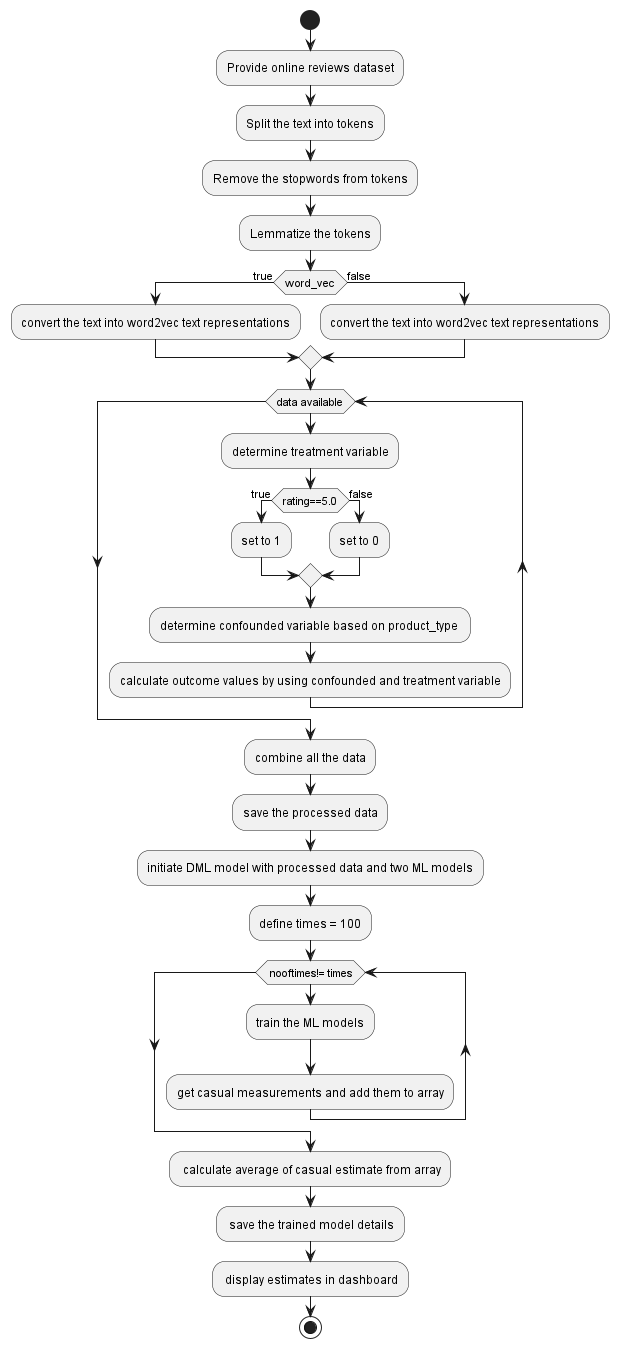 Provide online reviews dataset
Split the text into tokens
Remove the stopwords from tokens
Lemmatize the tokens
true
word_vec
false
convert the text into word2vec text representations
convert the text into word2vec text representations
data available
determine treatment variable
true
rating==5.0
false
set to 1
set to 0
determine confounded variable based on product_type
calculate outcome values by using confounded and treatment variable
combine all the data
save the processed data
initiate DML model with processed data and two ML models
define times = 100
nooftimes!= times
train the ML models
get casual measurements and add them to array
calculate average of casual estimate from array
save the trained model details
display estimates in dashboard